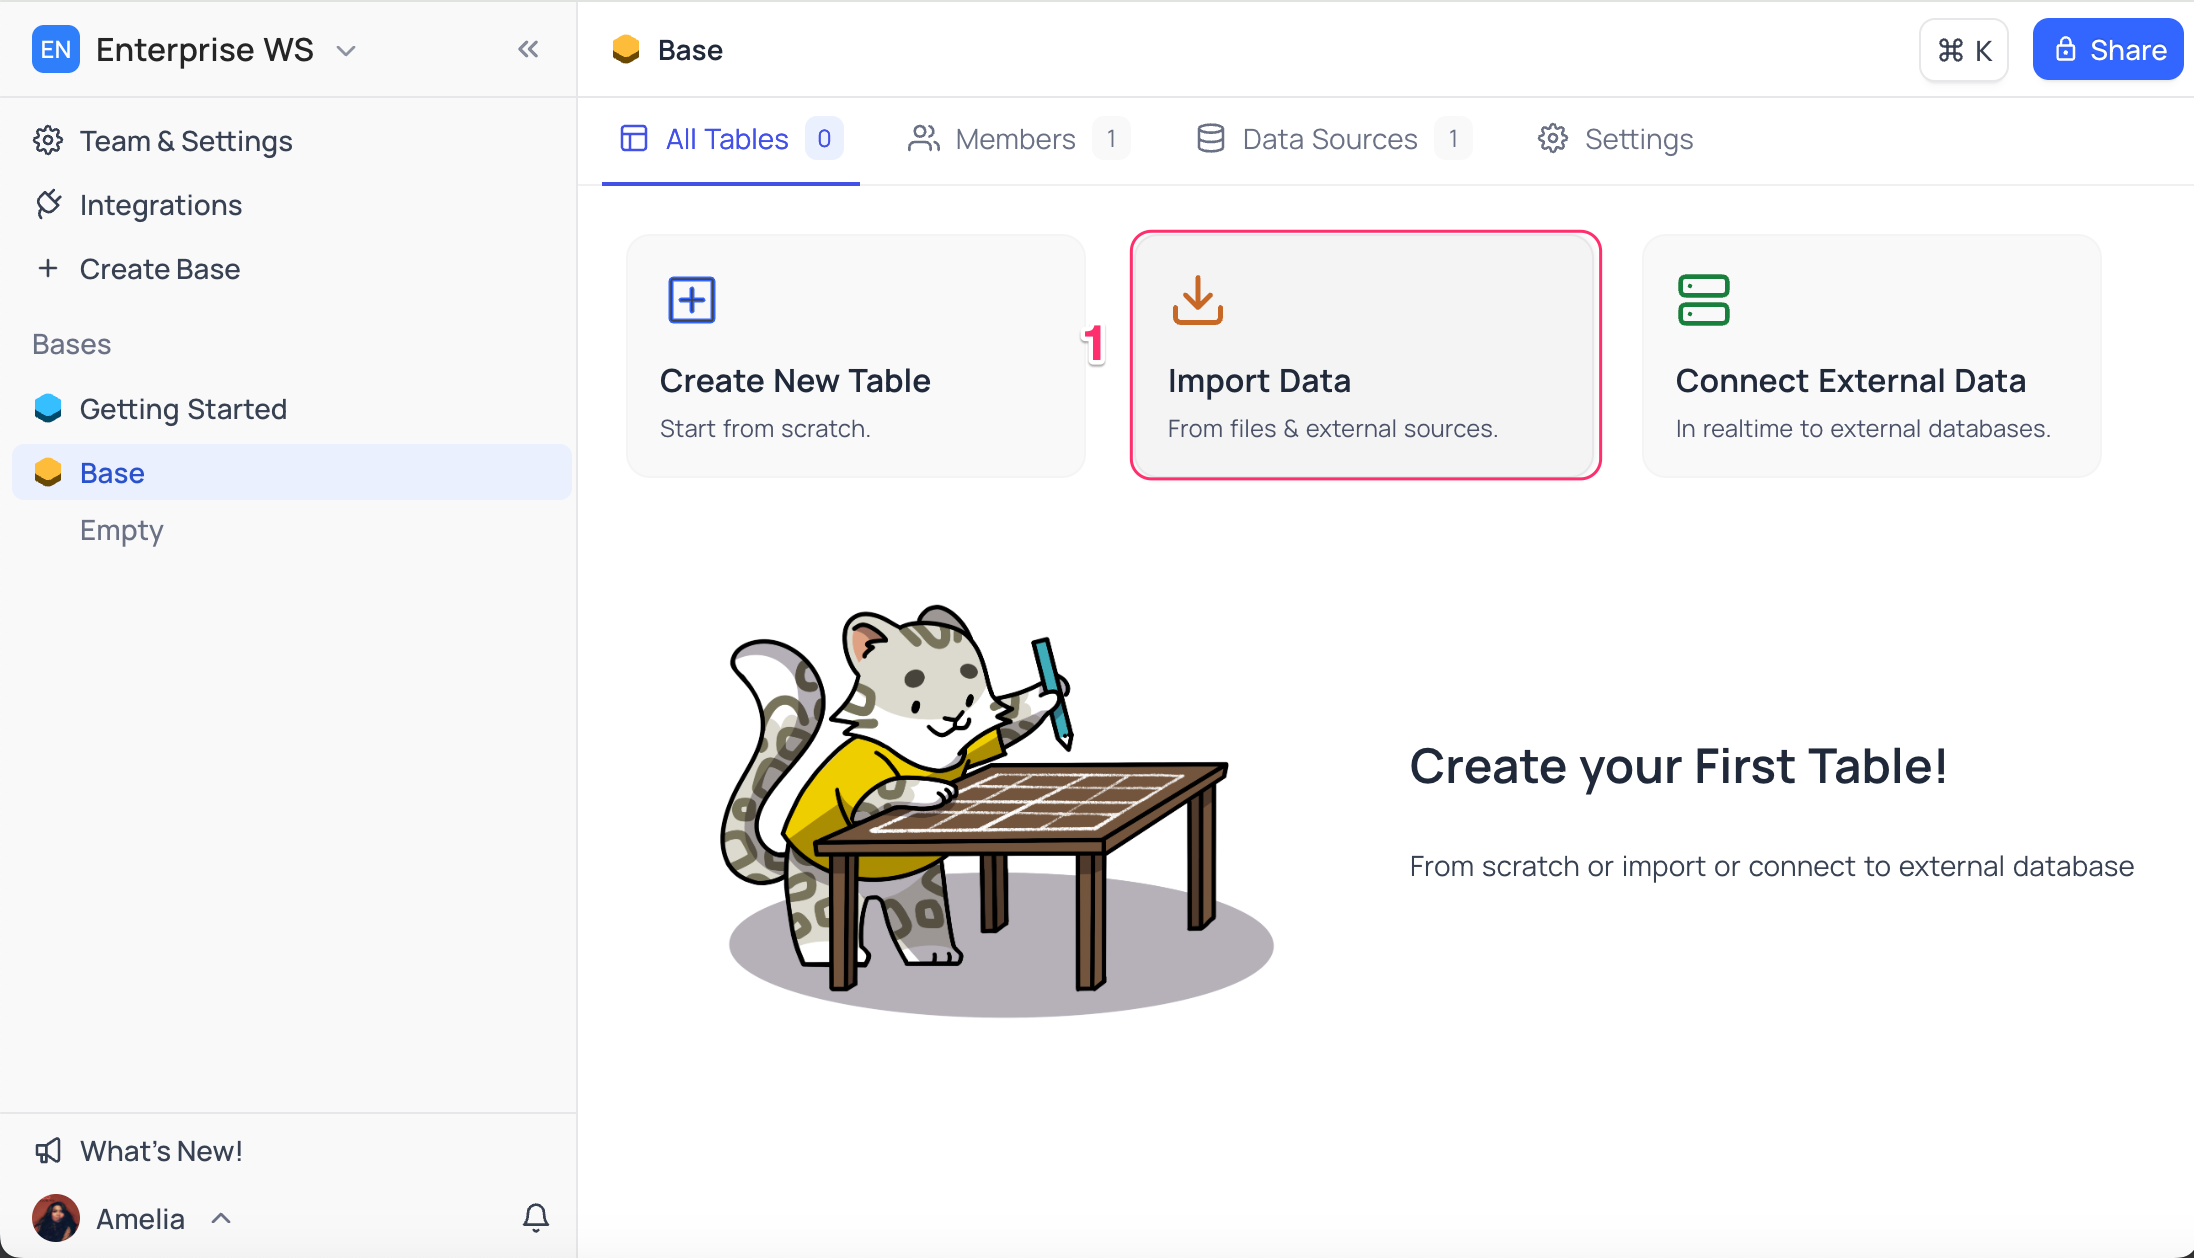 EN Enterprise WS
Team & Settings
Integrations
Create Base
Bases
Getting Started
Base
Empty
What's New!
Amelia
Base
⌘ K
Share
All Tables 0
Members 1
Data Sources 1
Settings
Create New Table
Start from scratch.
1
Import Data
From files & external sources.
Connect External Data
In realtime to external databases.
Create your First Table!
From scratch or import or connect to external database